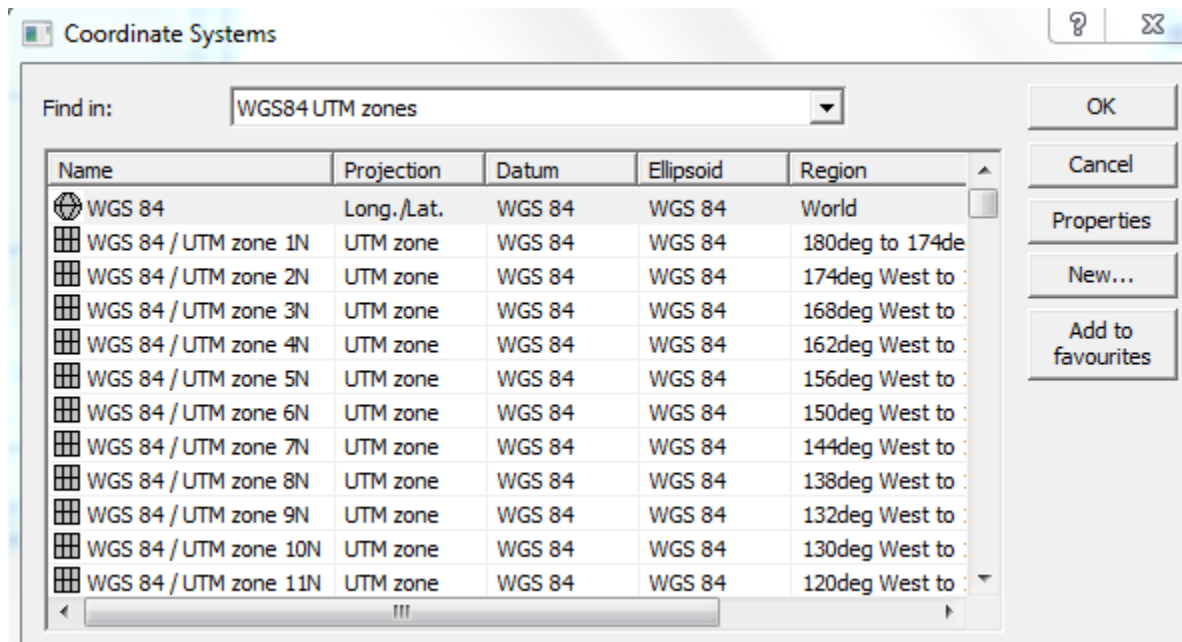 Coordinate Systems
Find in: WGS84 UTM zones OK
Name Projection Datum Ellipsoid Region Cancel
WGS 84 Long./Lat. WGS 84 WGS 84 World
Properties
WGS 84 / UTM zone 1N UTM zone WGS 84 WGS 84 180deg to 174de
WGS 84 / UTM zone 2N UTM zone WGS 84 WGS 84 174deg West to
New...
WGS 84 / UTM zone 3N UTM zone WGS 84 WGS 84 168deg West to
WGS 84 / UTM zone 4N UTM zone WGS 84 WGS 84 162deg West to
Add to
favourites
WGS 84 / UTM zone 5N UTM zone WGS 84 WGS 84 156deg West to
WGS 84 / UTM zone 6N UTM zone WGS 84 WGS 84 150deg West to
WGS 84 / UTM zone 7N UTM zone WGS 84 WGS 84 144deg West to
WGS 84 / UTM zone 8N UTM zone WGS 84 WGS 84 138deg West to
WGS 84 / UTM zone 9N UTM zone WGS 84 WGS 84 132deg West to
WGS 84 / UTM zone 10N UTM zone WGS 84 WGS 84 130deg West to
WGS 84 / UTM zone 11N UTM zone WGS 84 WGS 84 120deg West to